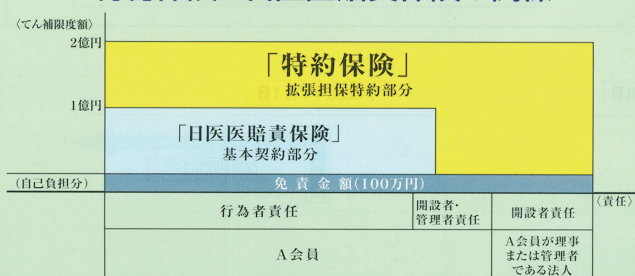 〈てん補限度額〉
2億円
「特約保険」
拡張担保特約部分
1億円
「日医医賠責保険」
基本契約部分
(自己負担分)
免責金額(100万円)
〈責任〉
行為者責任
開設者・
管理者責任
開設者責任
A会員
A会員が理事
または管理者
である法人